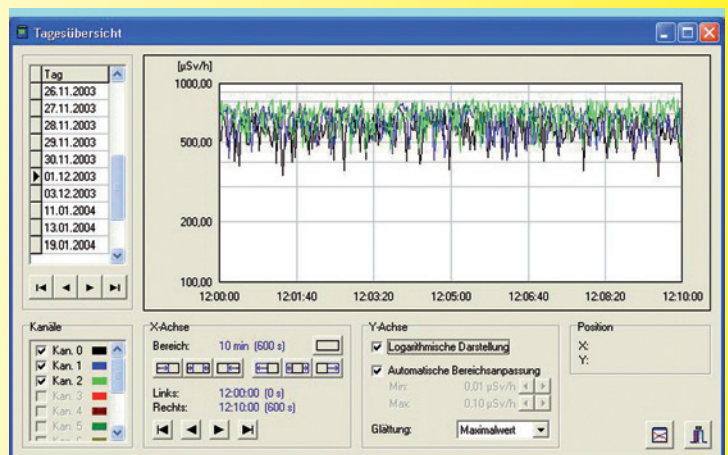 Tagesübersicht
Tag
26.11.2003
27.11.2003
28.11.2003
29.11.2003
30.11.2003
01.12.2003
03.12.2003
11.01.2004
13.01.2004
19.01.2004
[µSv/h]
1000,00
500,00
200,00
100,00
12:00:00 12:01:40 12:03:20 12:05:00 12:06:40 12:08:20 12:10:00
Kanäle
Kan. 0
Kan. 1
Kan. 2
Kan. 3
Kan. 4
Kan. 5
X-Achse
Bereich: 10 min (600 s)
Links: 12:00:00 (0 s)
Rechts: 12:10:00 (600 s)
Y-Achse
Logarithmische Darstellung
Automatische Bereichsanpassung
Min: 0,01 µSv/h
Max: 0,10 µSv/h
Glättung: Maximalwert
Position
X:
Y: